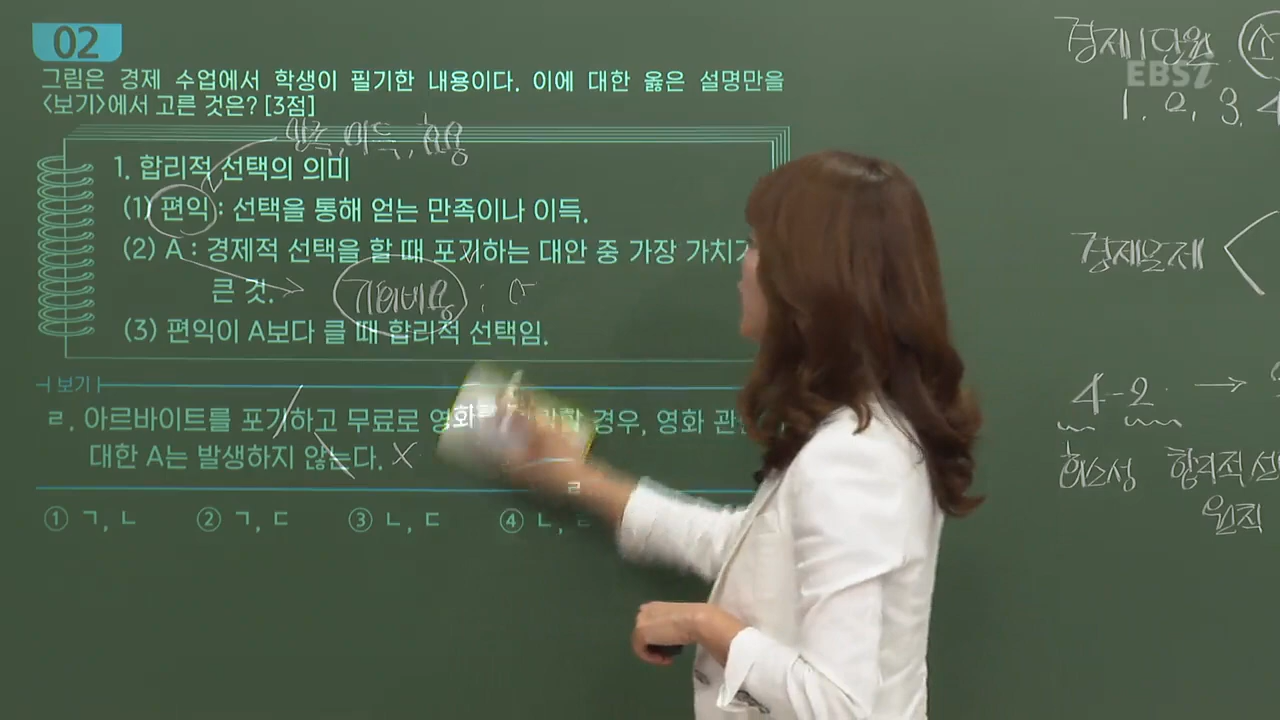 02
그림은 경제 수업에서 학생이 필기한 내용이다. 이에 대한 옳은 설명만을
<보기>에서 고른 것은? [3점]
만족, 이득, 효용
1. 합리적 선택의 의미
(1) 편익 : 선택을 통해 얻는 만족이나 이득.
(2) A : 경제적 선택을 할 때 포기하는 대안 중 가장 가치가
큰 것.
기회비용 :
(3) 편익이 A보다 클 때 합리적 선택임.
보기
ㄹ. 아르바이트를 포기하고 무료로 영화를 경우, 영화
대한 A는 발생하지 않는다. X
① ㄱ, ㄴ ② ㄱ, ㄷ ③ ㄴ, ㄷ ④ ㄴ, ㄹ
경제 1단원
EBSi
1, 2, 3, 4
경제문제
4-2 →
희소성 합리적 선
원칙